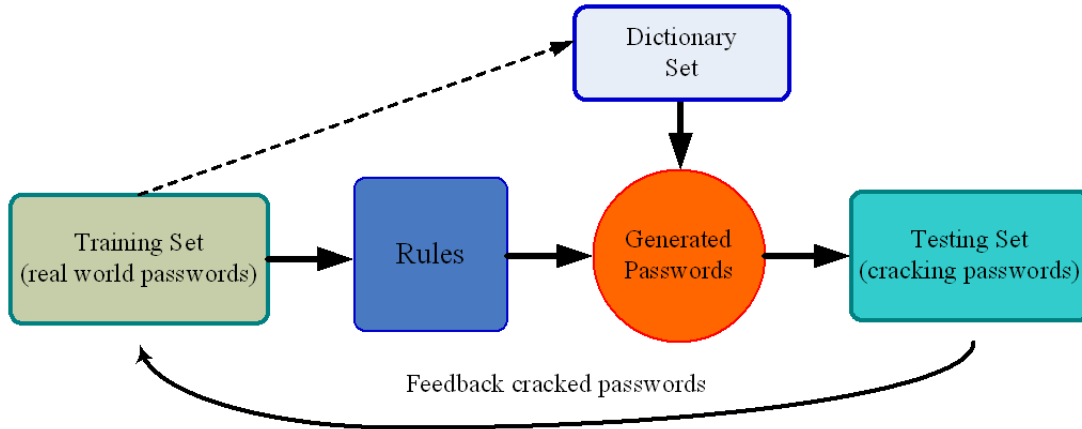 Dictionary
Set
Training Set
(real world passwords)
Rules
Generated
Passwords
Testing Set
(cracking passwords)
Feedback cracked passwords